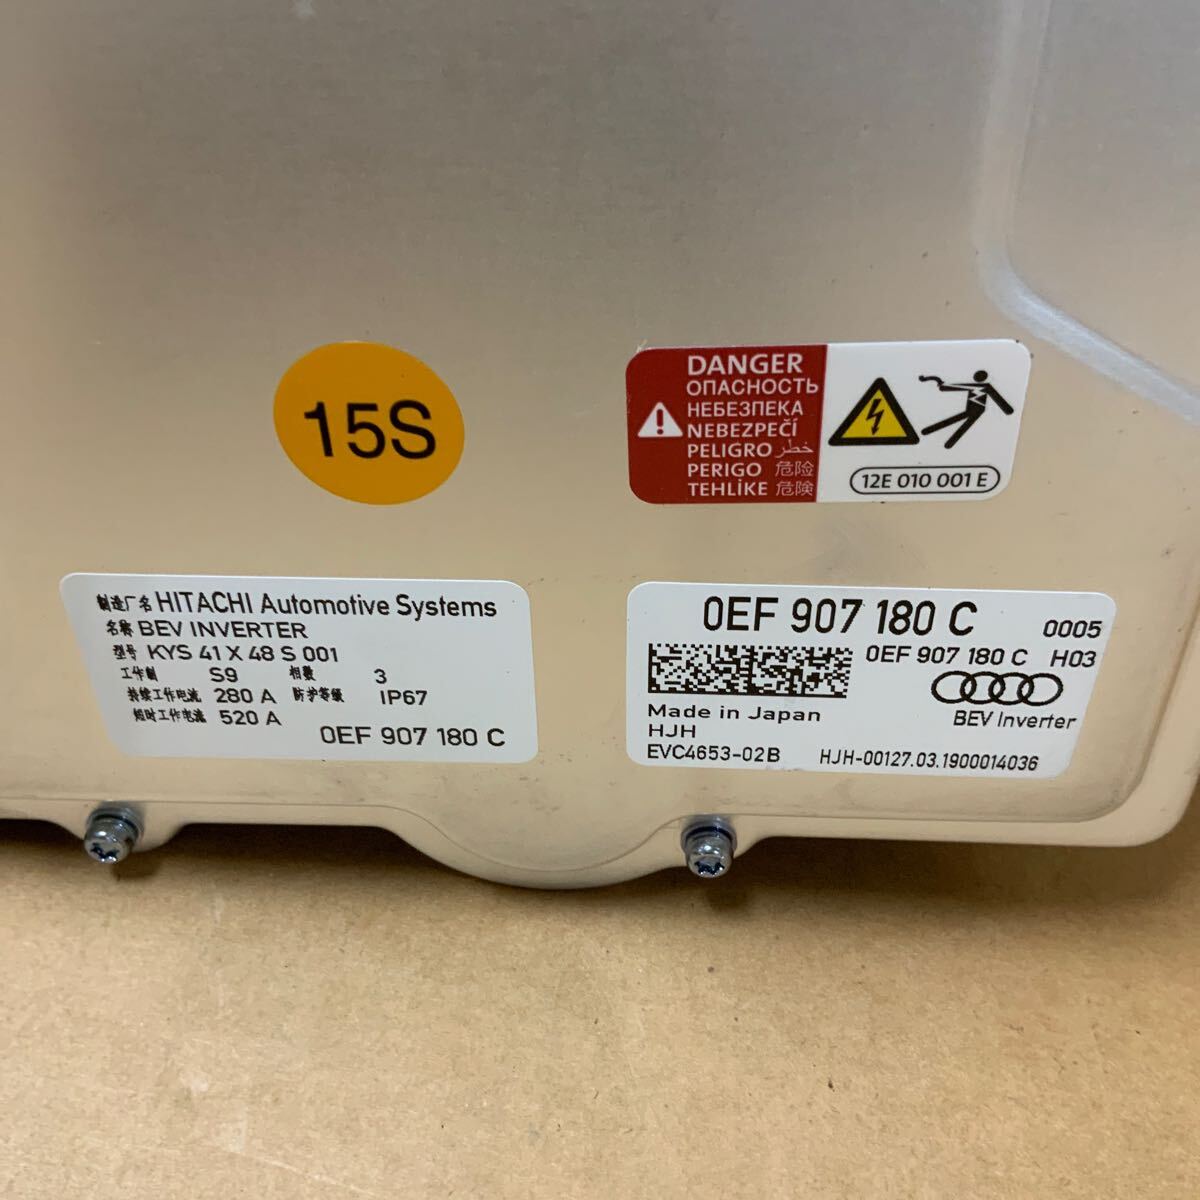 15S
DANGER
ОПАСНОСТЬ
НЕБЕЗПЕКА
NEBEZPEČÍ
PELIGRO خطر
PERIGO 危险
TEHLİKE 危険
12E 010 001 E
制造厂名 HITACHI Automotive Systems
名称 BEV INVERTER
型号 KYS 41 X 48 S 001
工作制 S9 相数 3
持续工作电流 280 A 防护等级 IP67
短时工作电流 520 A
0EF 907 180 C
0EF 907 180 C 0005
0EF 907 180 C H03
Made in Japan
BEV Inverter
HJH
EVC4653-02B HJH-00127.03.1900014036